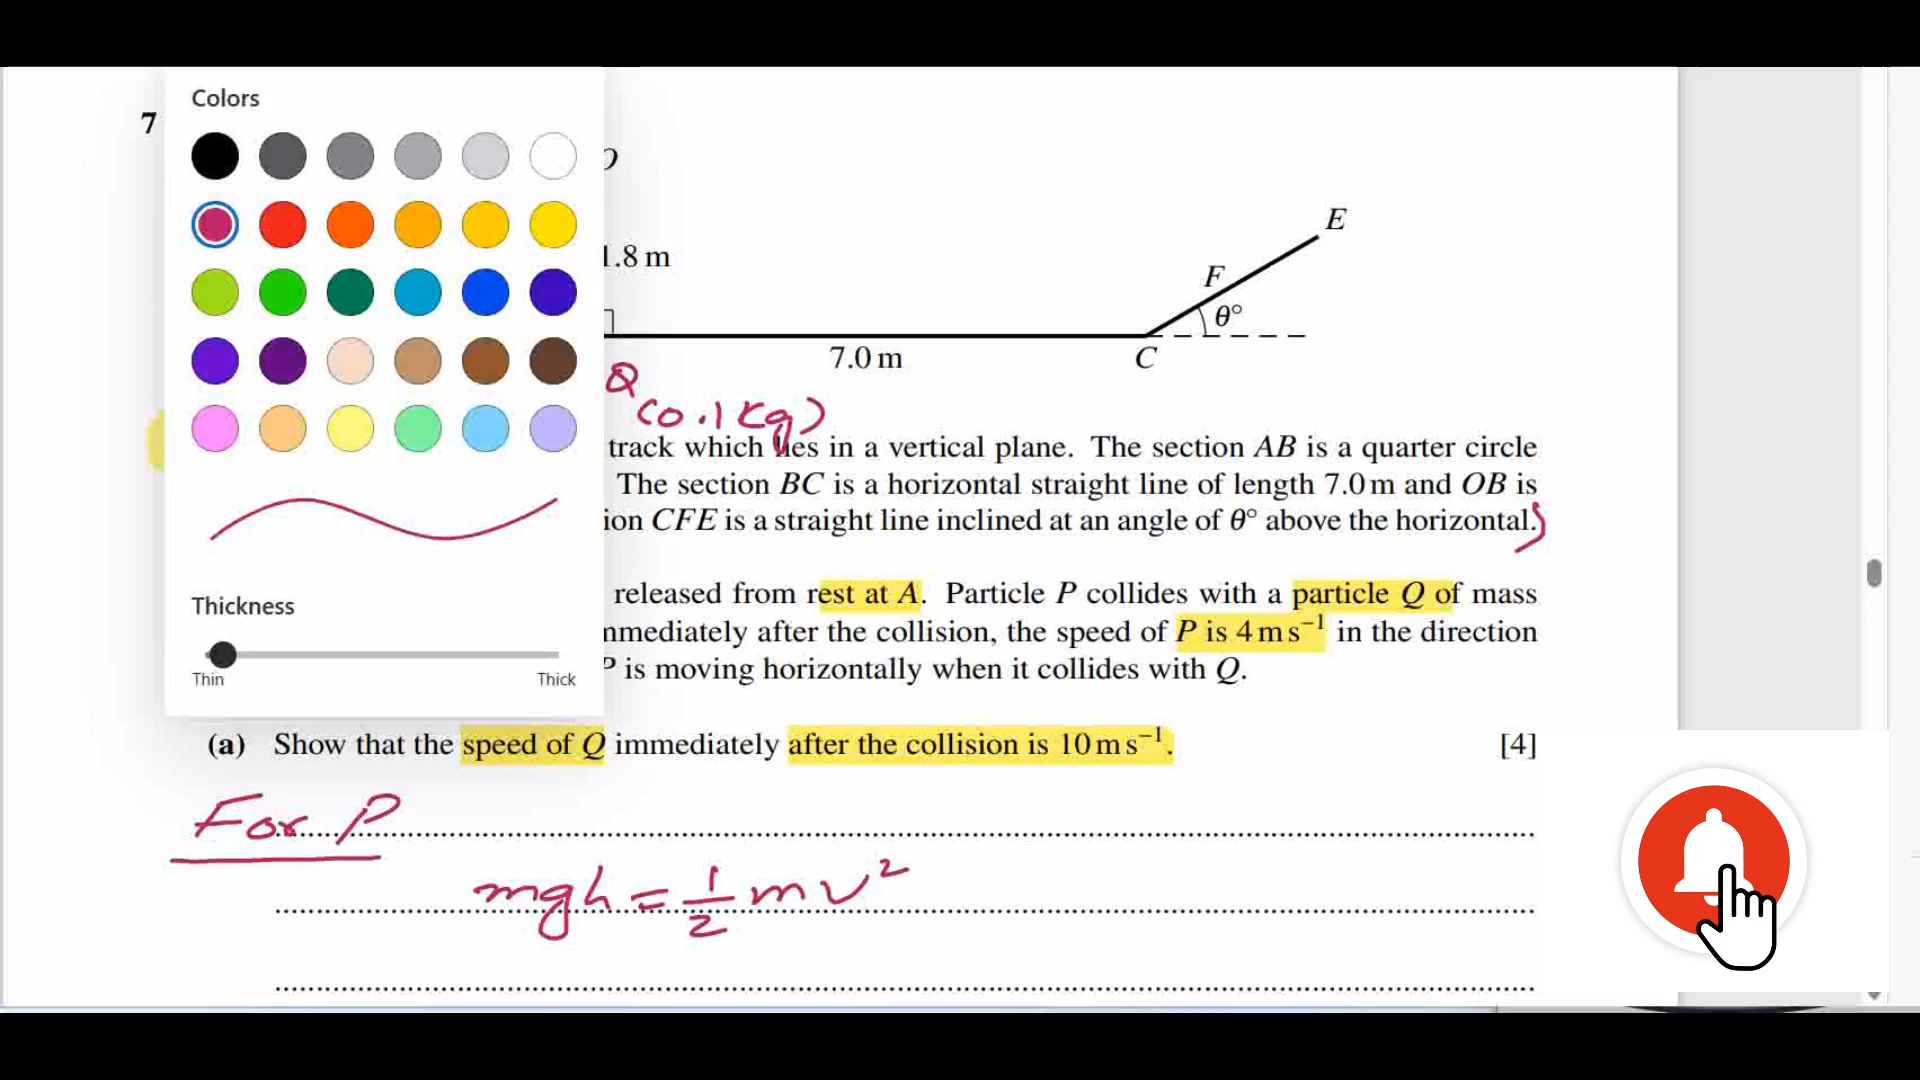 Colors
7
1.8 m
E
F
θ°
7.0 m
C
Q
(0.1kg)
track which lies in a vertical plane. The section AB is a quarter circle
The section BC is a horizontal straight line of length 7.0 m and OB is
ion CFE is a straight line inclined at an angle of θ° above the horizontal.
released from rest at A. Particle P collides with a particle Q of mass
mmediately after the collision, the speed of P is 4 m s⁻¹ in the direction
P is moving horizontally when it collides with Q.
Thickness
Thin Thick
(a) Show that the speed of Q immediately after the collision is 10 m s⁻¹. [4]
For P
mgh = 1/2 mv²